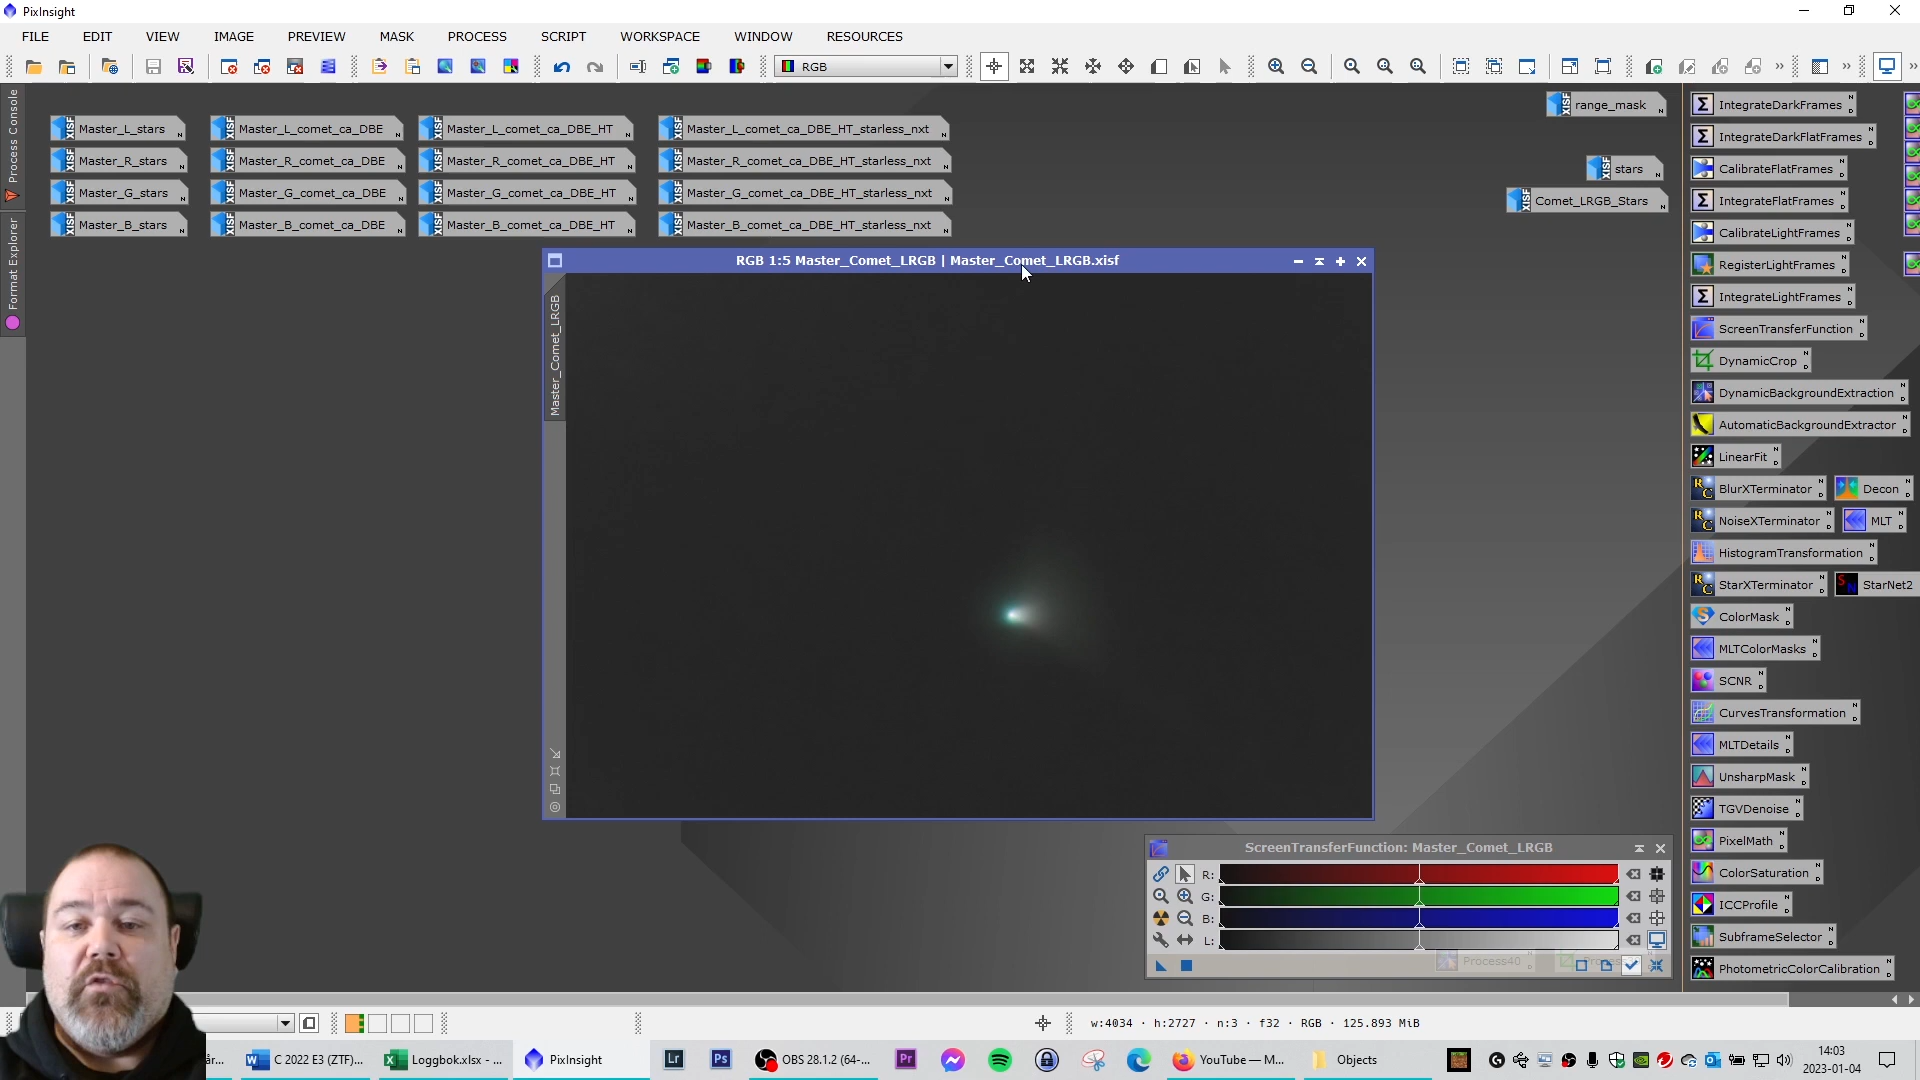 PixInsight
FILE EDIT VIEW IMAGE PREVIEW MASK PROCESS SCRIPT WORKSPACE WINDOW RESOURCES
RGB
Process Console
Format Explorer
Master_L_stars Master_L_comet_ca_DBE Master_L_comet_ca_DBE_HT Master_L_comet_ca_DBE_HT_starless_nxt
Master_R_stars Master_R_comet_ca_DBE Master_R_comet_ca_DBE_HT Master_R_comet_ca_DBE_HT_starless_nxt
Master_G_stars Master_G_comet_ca_DBE Master_G_comet_ca_DBE_HT Master_G_comet_ca_DBE_HT_starless_nxt
Master_B_stars Master_B_comet_ca_DBE Master_B_comet_ca_DBE_HT Master_B_comet_ca_DBE_HT_starless_nxt
range_mask
stars
Comet_LRGB_Stars
RGB 1:5 Master_Comet_LRGB | Master_Comet_LRGB.xisf
Master_Comet_LRGB
IntegrateDarkFrames
IntegrateDarkFlatFrames
CalibrateFlatFrames
IntegrateFlatFrames
CalibrateLightFrames
RegisterLightFrames
IntegrateLightFrames
ScreenTransferFunction
DynamicCrop
DynamicBackgroundExtraction
AutomaticBackgroundExtractor
LinearFit
BlurXTerminator Decon
NoiseXTerminator MLT
HistogramTransformation
StarXTerminator StarNet2
ColorMask
MLTColorMasks
SCNR
CurvesTransformation
MLTDetails
UnsharpMask
TGVDenoise
PixelMath
ColorSaturation
ICCProfile
SubframeSelector
PhotometricColorCalibration
ScreenTransferFunction: Master_Comet_LRGB
R:
G:
B:
L:
Process40
w:4034 · h:2727 · n:3 · f32 · RGB · 125.893 MiB
år... C 2022 E3 (ZTF)... Loggbok.xlsx - ... PixInsight OBS 28.1.2 (64-... YouTube — M... Objects
14:03
2023-01-04